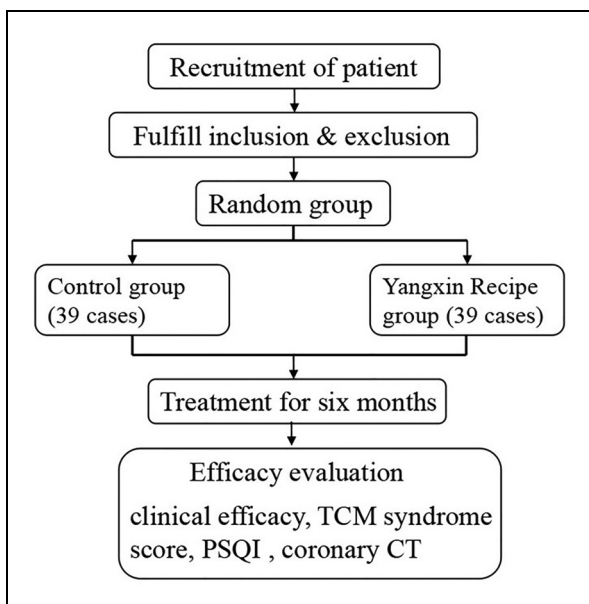 Recruitment of patient
Fulfill inclusion & exclusion
Random group
Control group
(39 cases)
Yangxin Recipe
group (39 cases)
Treatment for six months
Efficacy evaluation
clinical efficacy, TCM syndrome
score, PSQI , coronary CT